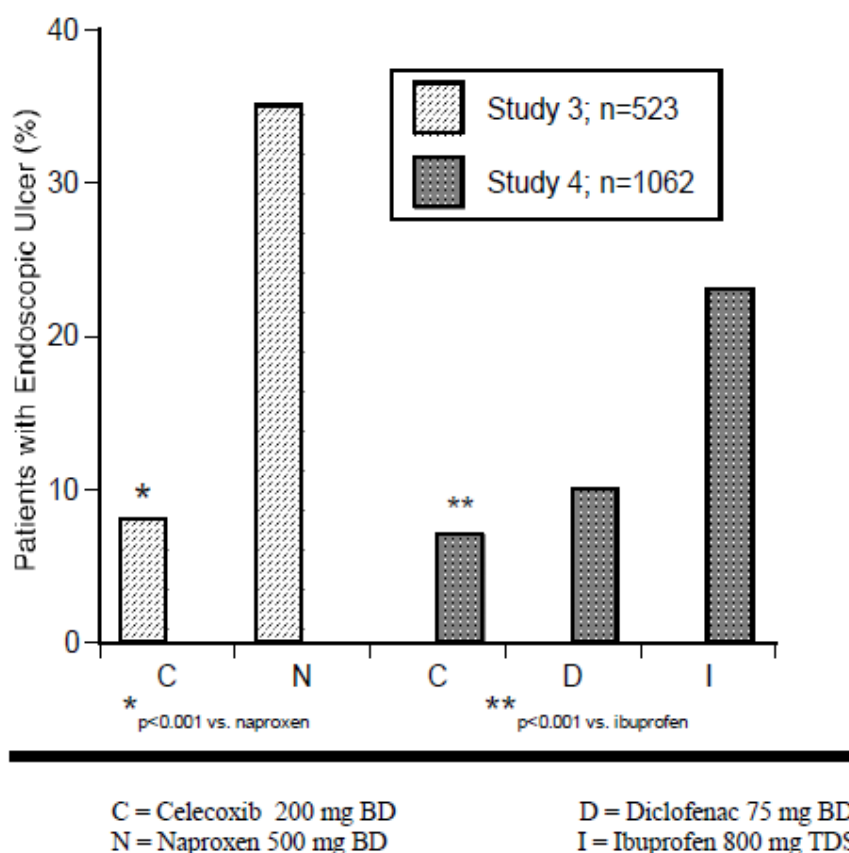 Patients with Endoscopic Ulcer (%)
40
30
20
10
0
Study 3; n=523
Study 4; n=1062
*
**
C N C D I
* p<0.001 vs. naproxen ** p<0.001 vs. ibuprofen
C = Celecoxib 200 mg BD D = Diclofenac 75 mg BD
N = Naproxen 500 mg BD I = Ibuprofen 800 mg TDS